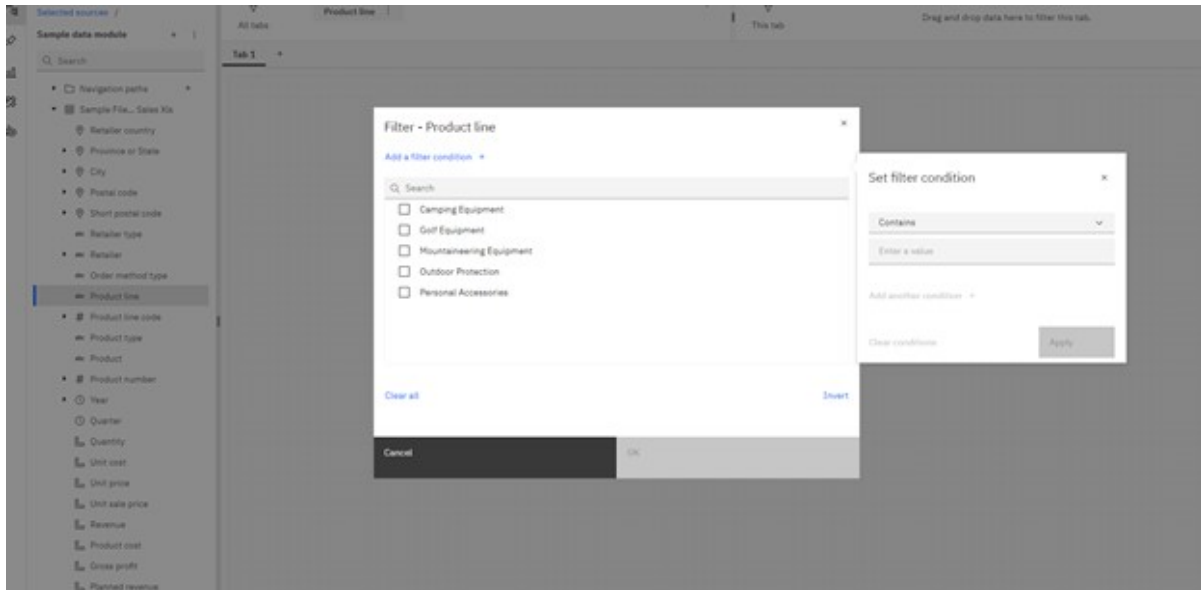 Selected sources /
Sample data module + ⋮
Search
Navigation paths
Sample File... Sales Xls
Retailer country
Province or State
City
Postal code
Short postal code
Retailer type
Retailer
Order method type
Product line
Product line code
Product type
Product
Product number
Year
Quarter
Quantity
Unit cost
Unit price
Unit sale price
Revenue
Product cost
Gross profit
Planned revenue
All tabs
Product line
This tab
Drag and drop data here to filter this tab.
Tab 1 +
Filter - Product line
Add a filter condition +
Search
Camping Equipment
Golf Equipment
Mountaineering Equipment
Outdoor Protection
Personal Accessories
Clear all
Invert
Cancel
OK
Set filter condition
Contains
Enter a value
Add another condition +
Clear conditions
Apply